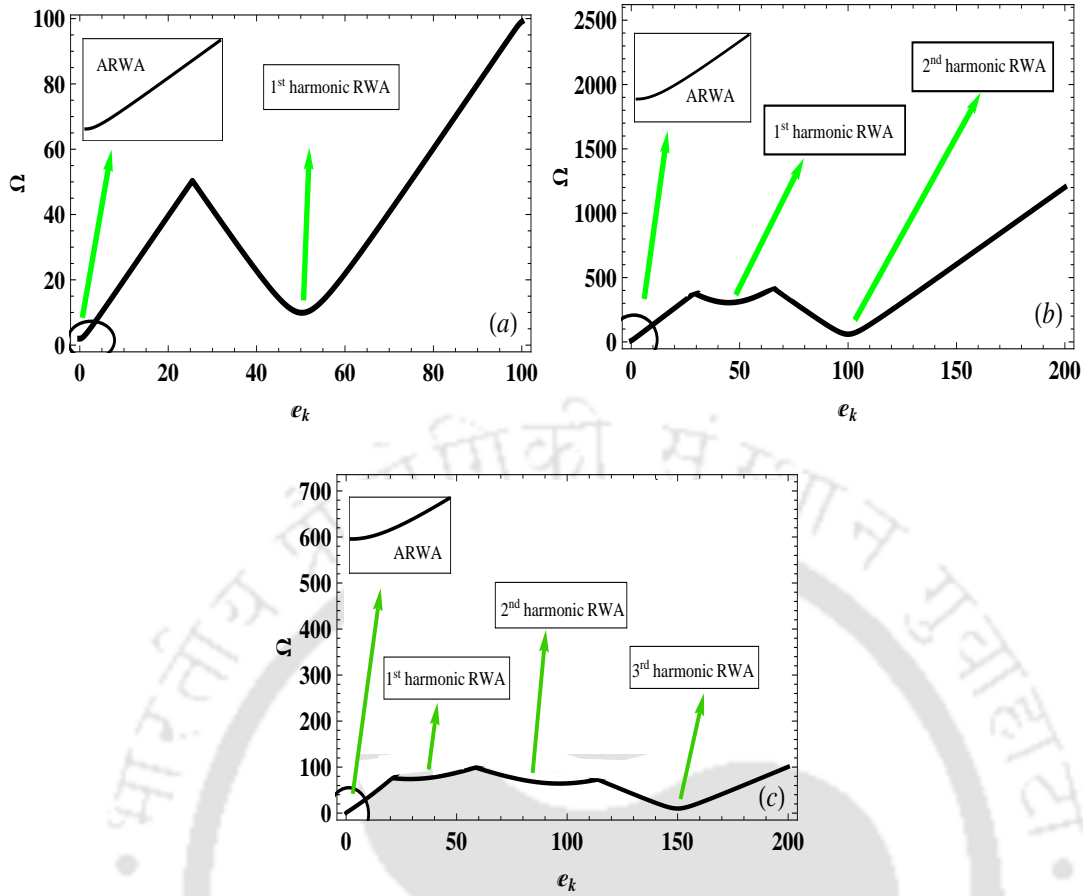 100
80
60
40
20
0
Ω
ARWA
1st harmonic RWA
(a)
0 20 40 60 80 100
e_k
2500
2000
1500
1000
500
0
Ω
ARWA
1st harmonic RWA
2nd harmonic RWA
(b)
0 50 100 150 200
e_k
700
600
500
400
300
200
100
0
Ω
ARWA
1st harmonic RWA
2nd harmonic RWA
3rd harmonic RWA
(c)
0 50 100 150 200
e_k
भारतीय
संस्थान